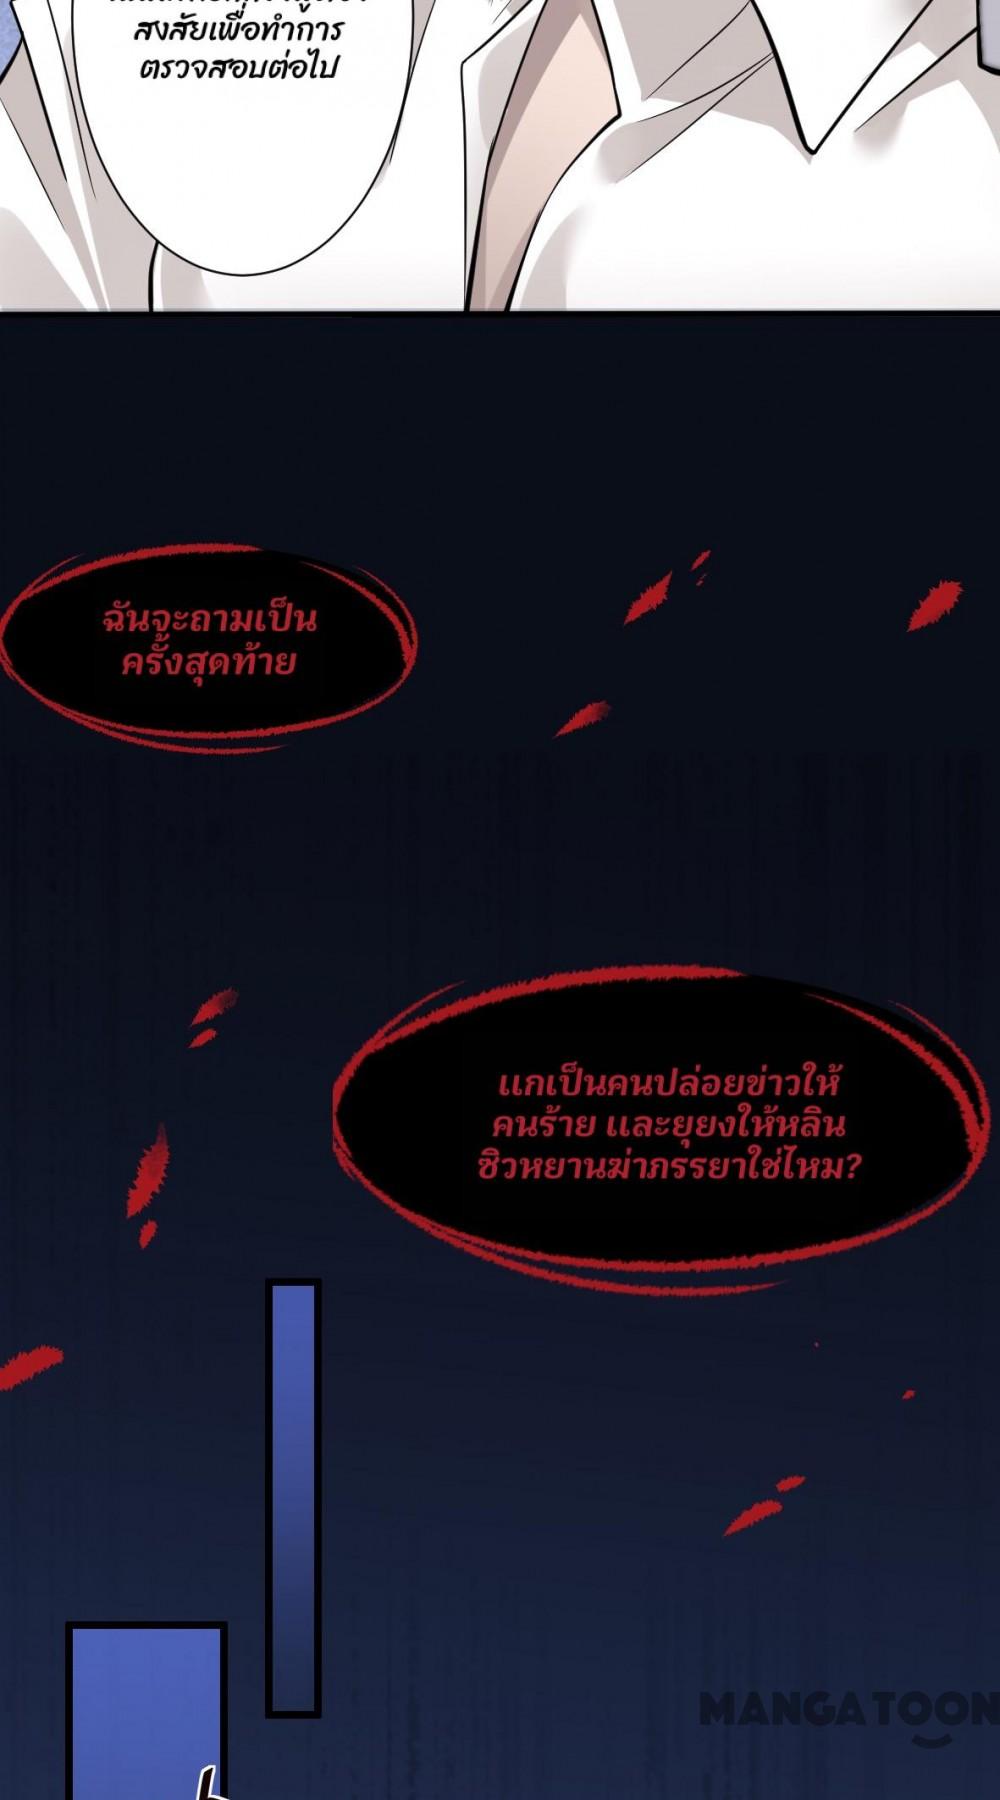 สงสัยเพื่อทำการ
ตรวจสอบต่อไป
ฉันจะถามเป็น
ครั้งสุดท้าย
แกเป็นคนปล่อยข่าวให้
คนร้าย และยุยงให้หลิน
ซิวหยานฆ่าภรรยาใช่ไหม?
MANGATOON